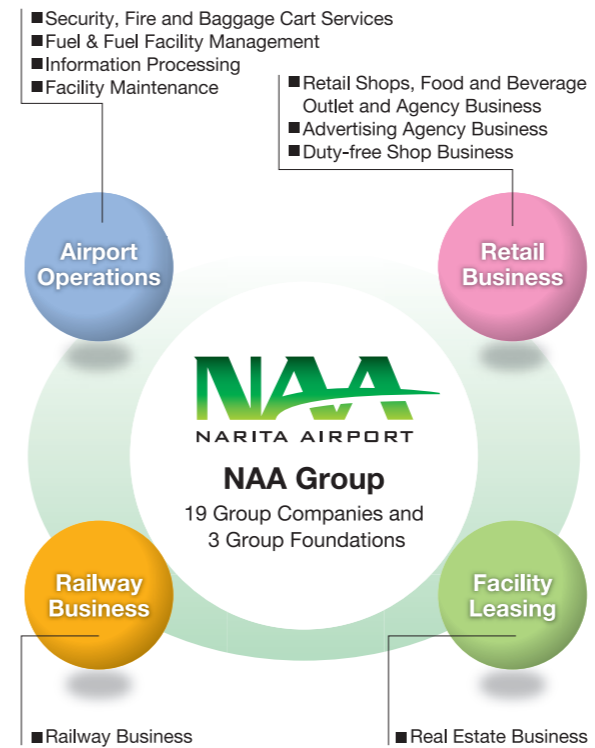 ■Security, Fire and Baggage Cart Services
■Fuel & Fuel Facility Management
■Information Processing
■Facility Maintenance
■Retail Shops, Food and Beverage
Outlet and Agency Business
■Advertising Agency Business
■Duty-free Shop Business
Airport
Operations
Retail
Business
NAA
NARITA AIRPORT
NAA Group
19 Group Companies and
3 Group Foundations
Railway
Business
Facility
Leasing
■Railway Business
■Real Estate Business